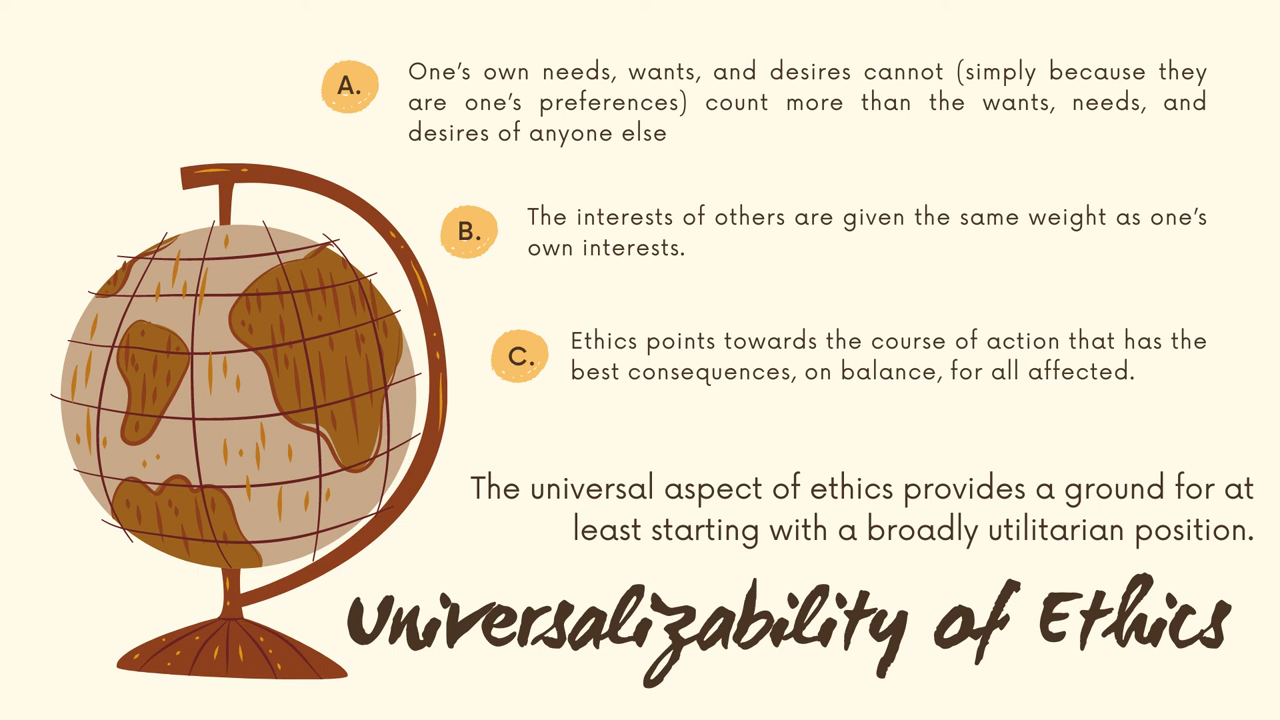 A.
One's own needs, wants, and desires cannot (simply because they
are one's preferences) count more than the wants, needs, and
desires of anyone else
B.
The interests of others are given the same weight as one's
own interests.
C.
Ethics points towards the course of action that has the
best consequences, on balance, for all affected.
The universal aspect of ethics provides a ground for at
least starting with a broadly utilitarian position.
Universalizability of Ethics